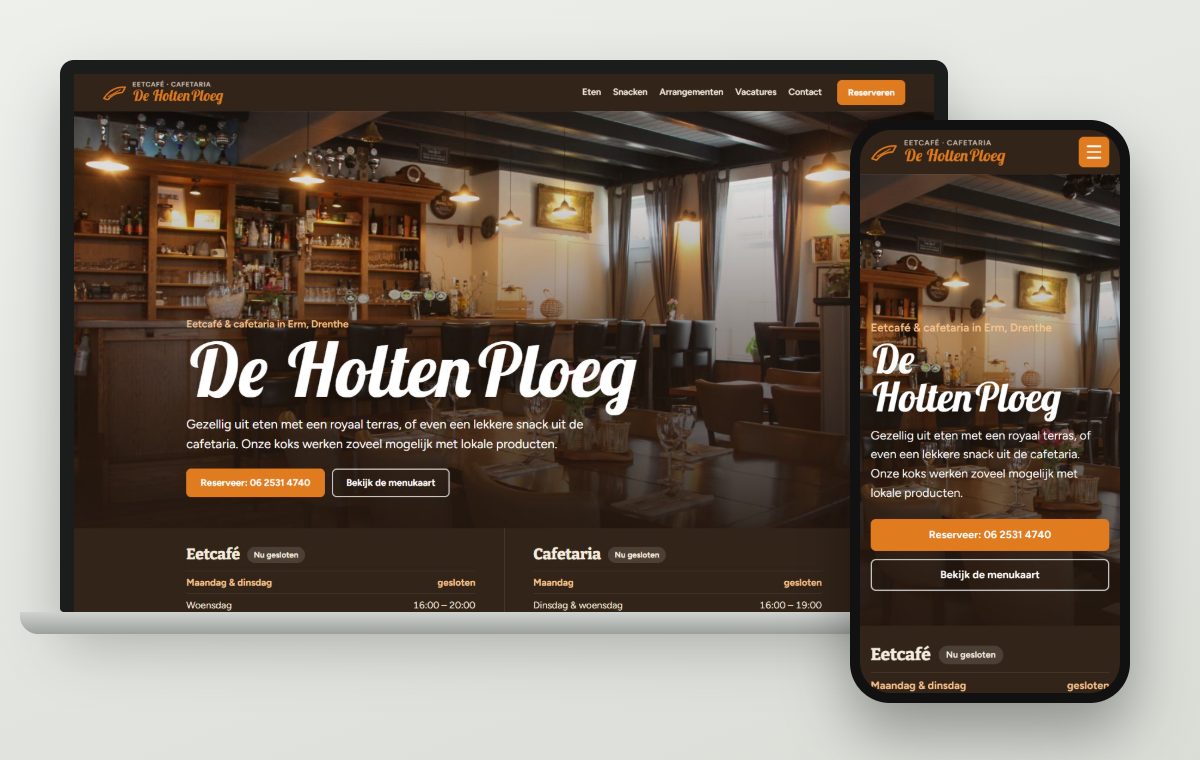 EETCAFÉ · CAFETARIA
De Holten Ploeg
Eten Snacken Arrangementen Vacatures Contact Reserveren
Eetcafé & cafetaria in Erm, Drenthe
De Holten Ploeg
Gezellig uit eten met een royaal terras, of even een lekkere snack uit de
cafetaria. Onze koks werken zoveel mogelijk met lokale producten.
Reserveer: 06 2531 4740 Bekijk de menukaart
Eetcafé Nu gesloten
Maandag & dinsdag gesloten
Woensdag 16:00 – 20:00
Cafetaria Nu gesloten
Maandag gesloten
Dinsdag & woensdag 16:00 – 19:00
EETCAFÉ · CAFETARIA
De Holten Ploeg
Eetcafé & cafetaria in Erm, Drenthe
De
Holten Ploeg
Gezellig uit eten met een royaal terras, of
even een lekkere snack uit de cafetaria.
Onze koks werken zoveel mogelijk met
lokale producten.
Reserveer: 06 2531 4740
Bekijk de menukaart
Eetcafé Nu gesloten
Maandag & dinsdag gesloten